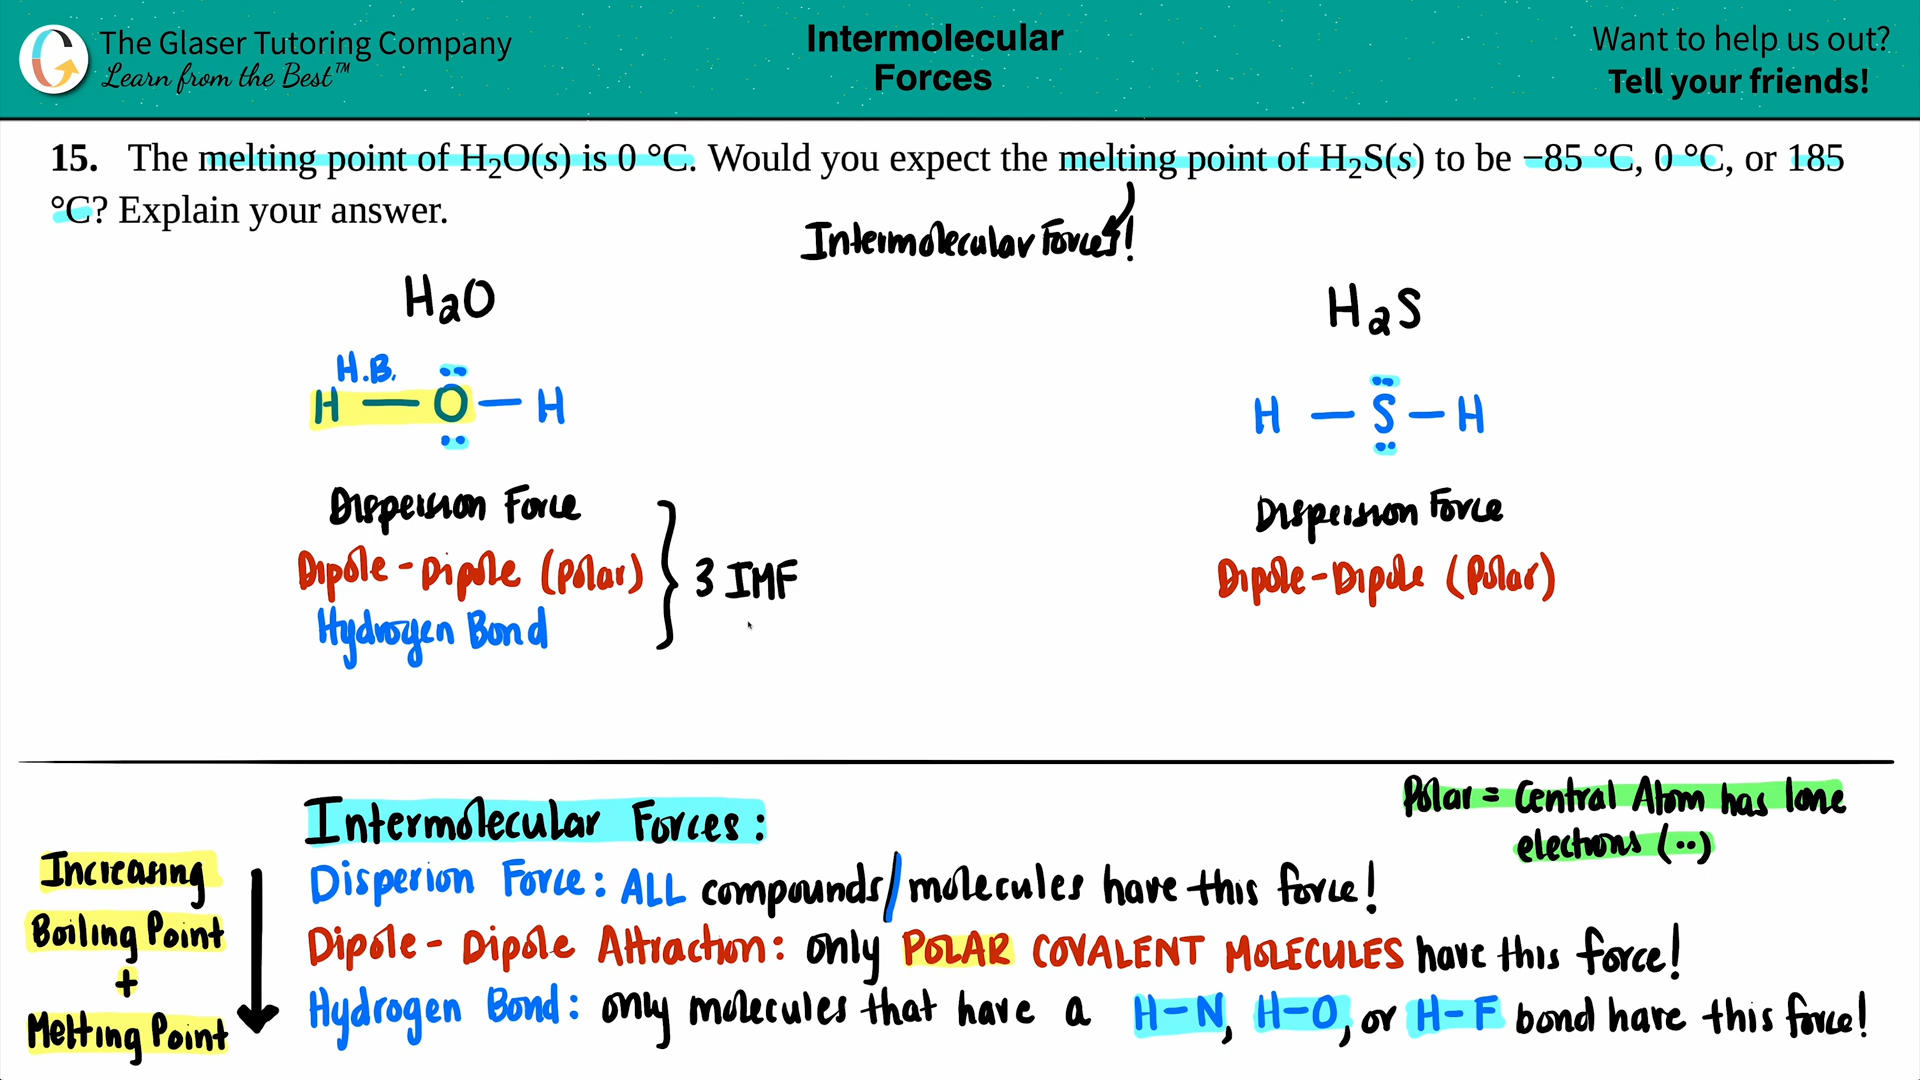 The Glaser Tutoring Company
Learn from the Best™
Intermolecular
Forces
Want to help us out?
Tell your friends!
15. The melting point of H₂O(s) is 0 °C. Would you expect the melting point of H₂S(s) to be −85 °C, 0 °C, or 185
°C? Explain your answer.
Intermolecular Forces!
H₂O
H₂S
H.B.
H — O — H
H — S — H
Dispersion Force
Dipole-Dipole (Polar)
Hydrogen Bond
3 IMF
Dispersion Force
Dipole-Dipole (Polar)
Polar = Central Atom has lone
electrons (··)
Intermolecular Forces:
Increasing
Boiling Point
+
Melting Point
Disperion Force: ALL compounds/molecules have this force!
Dipole-Dipole Attraction: only POLAR COVALENT MOLECULES have this force!
Hydrogen Bond: only molecules that have a H-N, H-O, or H-F bond have this force!